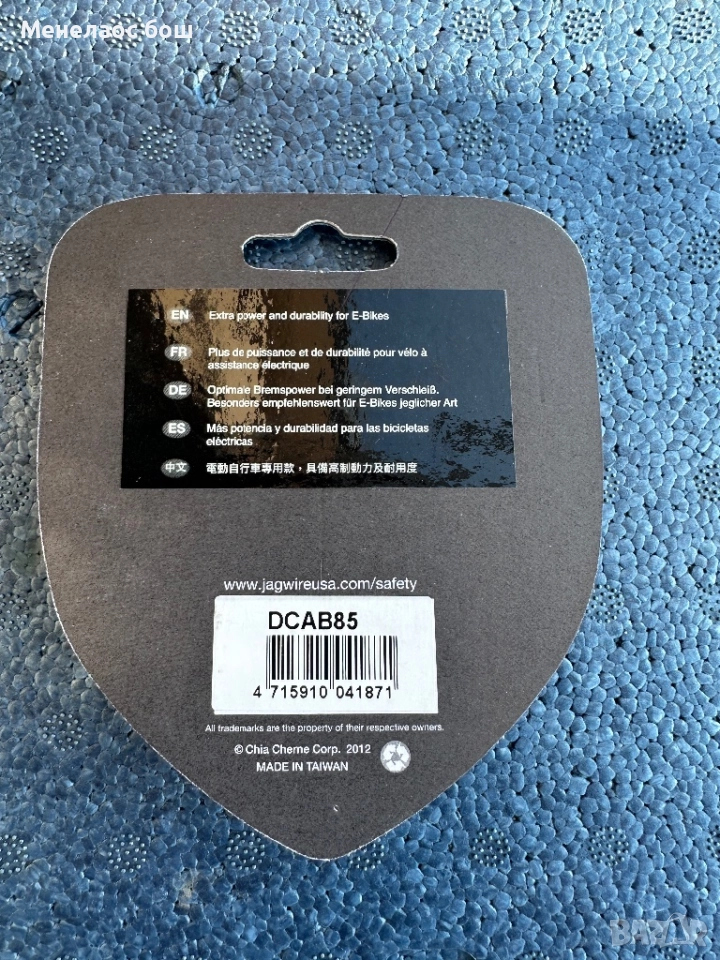 Менелаос бош
EN Extra power and durability for E-Bikes
FR Plus de puissance et de durabilité pour vélo à
assistance électrique
DE Optimale Bremspower bei geringem Verschleiß.
Besonders empfehlenswert für E-Bikes jeglicher Art
ES Más potencia y durabilidad para las bicicletas
eléctricas
中文 電動自行車專用款，具備高制動力及耐用度
www.jagwireusa.com/safety
DCAB85
4 715910 041871
All trademarks are the property of their respective owners.
© Chia Cherne Corp. 2012
MADE IN TAIWAN
BAZAR